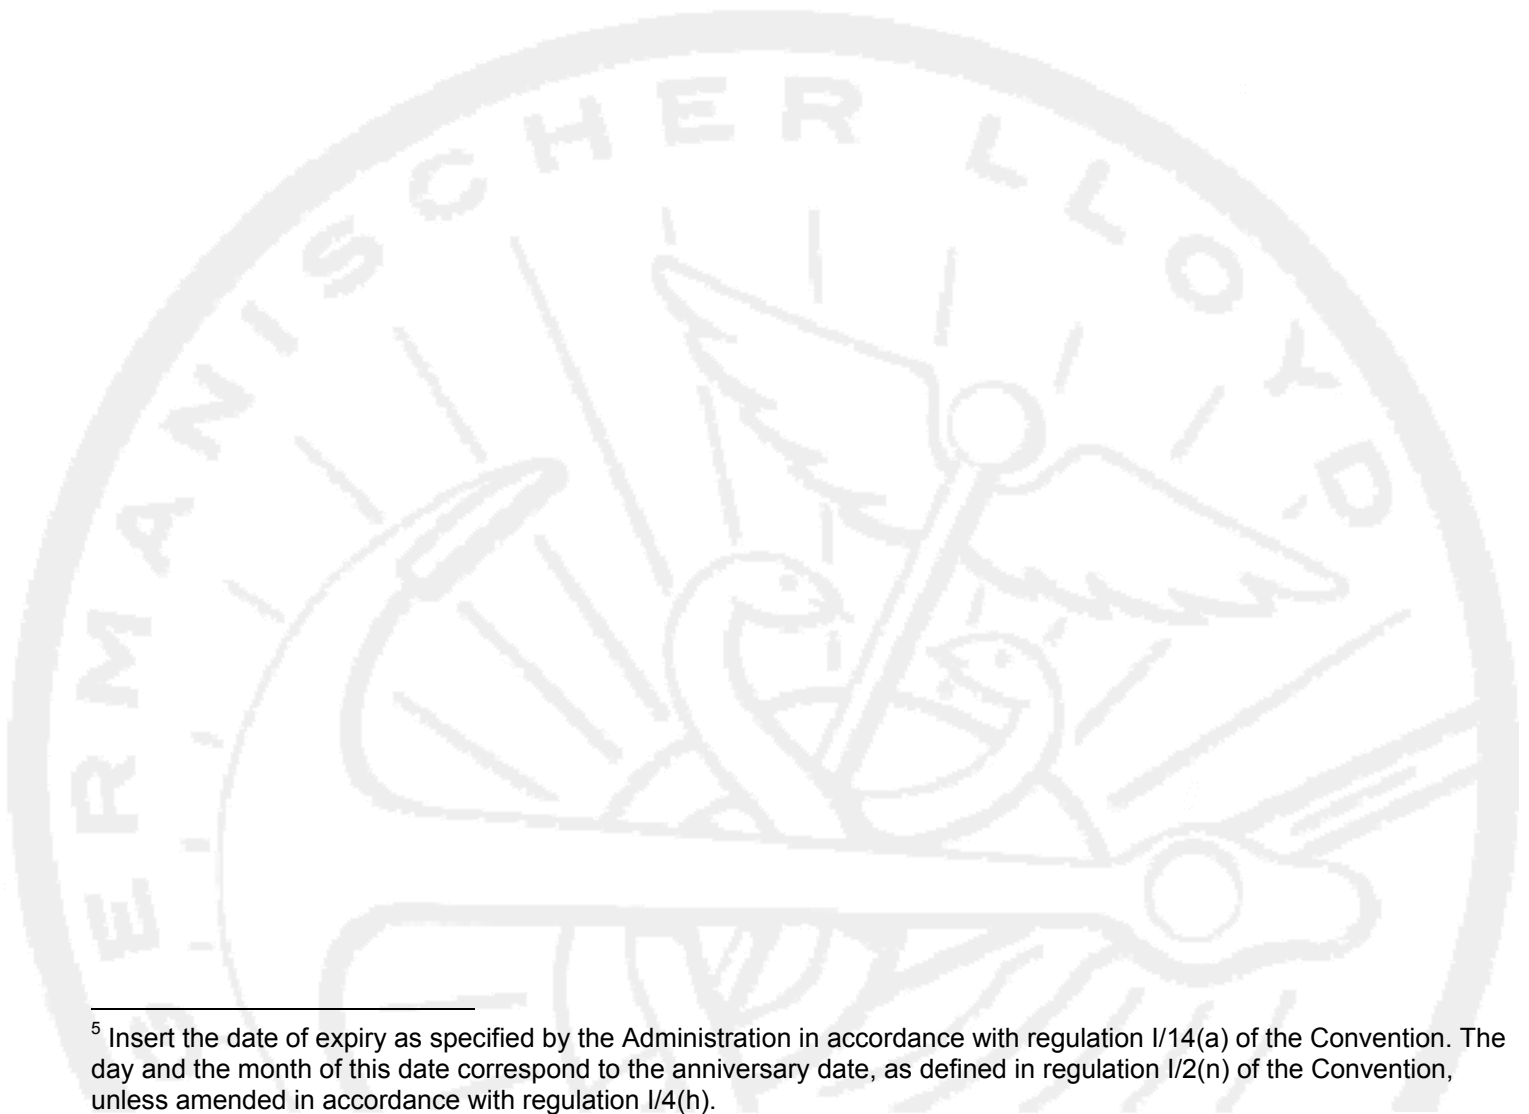 GERMANISCHER LLOYD
5 Insert the date of expiry as specified by the Administration in accordance with regulation I/14(a) of the Convention. The
day and the month of this date correspond to the anniversary date, as defined in regulation I/2(n) of the Convention,
unless amended in accordance with regulation I/4(h).